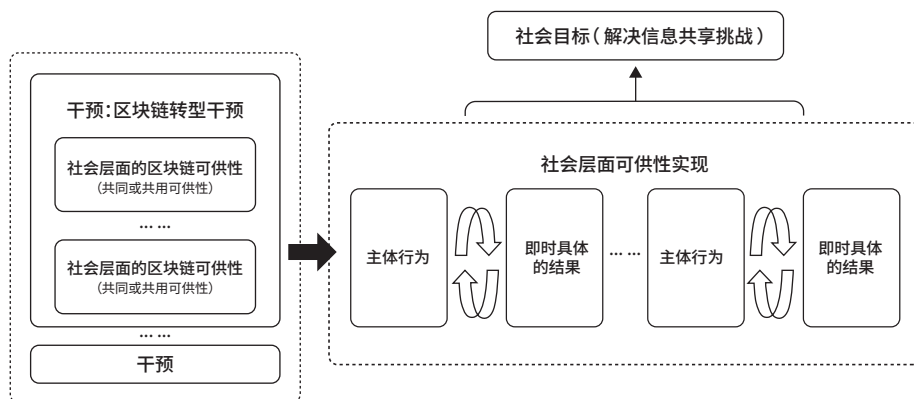 社会目标（解决信息共享挑战）
干预：区块链转型干预
社会层面的区块链可供性
（共同或共用可供性）
… …
社会层面的区块链可供性
（共同或共用可供性）
… …
干预
社会层面可供性实现
主体行为
即时具体
的结果
… …
主体行为
即时具体
的结果